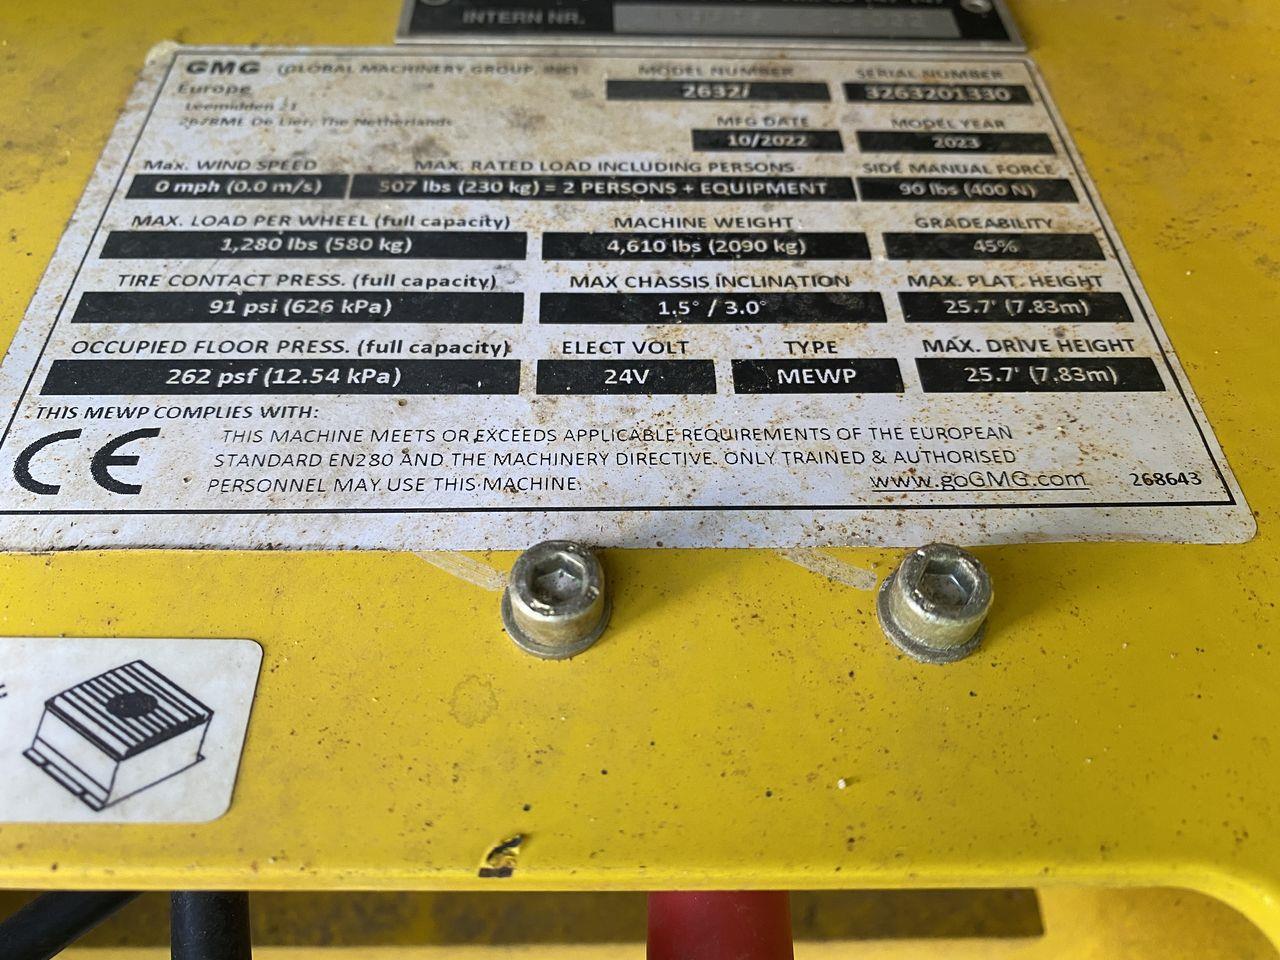 INTERN NR.
GMG (GLOBAL MACHINERY GROUP, INC)
Europe
Leemidden 21
2678ME De Lier, The Netherlands
MODEL NUMBER SERIAL NUMBER
2632i 3263201330
MFG DATE MODEL YEAR
10/2022 2023
Max. WIND SPEED MAX. RATED LOAD INCLUDING PERSONS SIDE MANUAL FORCE
0 mph (0.0 m/s) 507 lbs (230 kg) = 2 PERSONS + EQUIPMENT 90 lbs (400 N)
MAX. LOAD PER WHEEL (full capacity) MACHINE WEIGHT GRADEABILITY
1,280 lbs (580 kg) 4,610 lbs (2090 kg) 45%
TIRE CONTACT PRESS. (full capacity) MAX CHASSIS INCLINATION MAX. PLAT. HEIGHT
91 psi (626 kPa) 1.5° / 3.0° 25.7' (7.83m)
OCCUPIED FLOOR PRESS. (full capacity) ELECT VOLT TYPE MAX. DRIVE HEIGHT
262 psf (12.54 kPa) 24V MEWP 25.7' (7.83m)
THIS MEWP COMPLIES WITH:
CE
THIS MACHINE MEETS OR EXCEEDS APPLICABLE REQUIREMENTS OF THE EUROPEAN
STANDARD EN280 AND THE MACHINERY DIRECTIVE. ONLY TRAINED & AUTHORISED
PERSONNEL MAY USE THIS MACHINE.
www.goGMG.com 268643